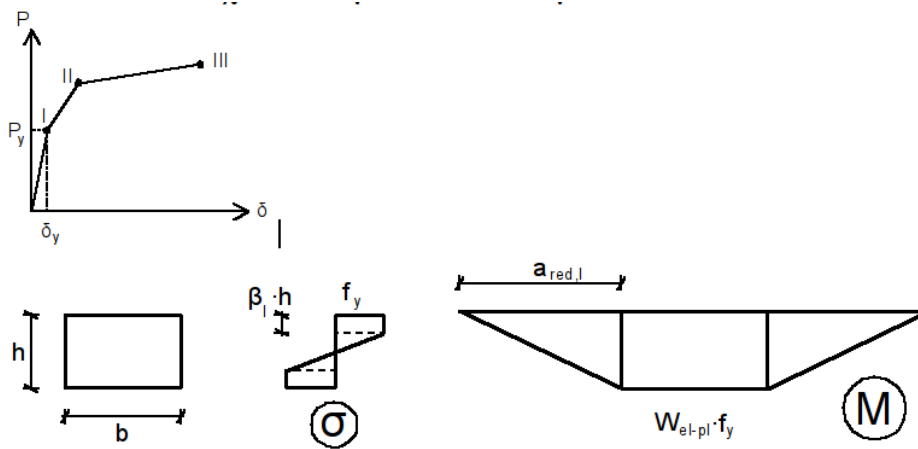 P
III
II
I
P_y
δ
δ_y
a_red,I
β_I·h
f_y
h
b
σ
W_el-pl·f_y
M